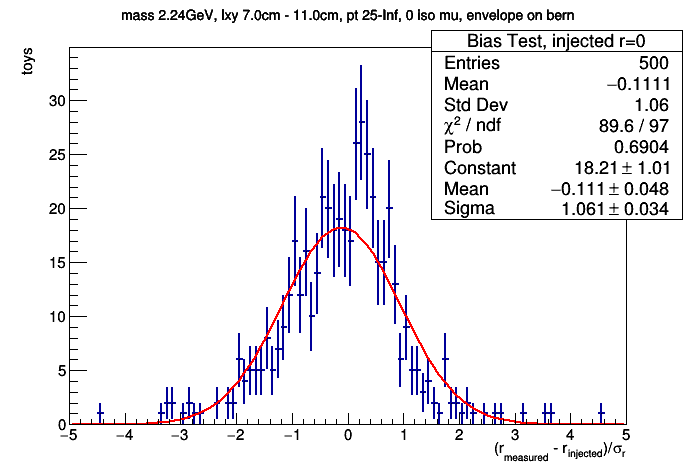 mass 2.24GeV, lxy 7.0cm - 11.0cm, pt 25-Inf, 0 Iso mu, envelope on bern
Bias Test, injected r=0
Entries 500
Mean −0.1111
Std Dev 1.06
χ² / ndf 89.6 / 97
Prob 0.6904
Constant 18.21 ± 1.01
Mean −0.111 ± 0.048
Sigma 1.061 ± 0.034
toys
30
25
20
15
10
5
0
−5 −4 −3 −2 −1 0 1 2 3 4 5
(r_measured - r_injected)/σ_r